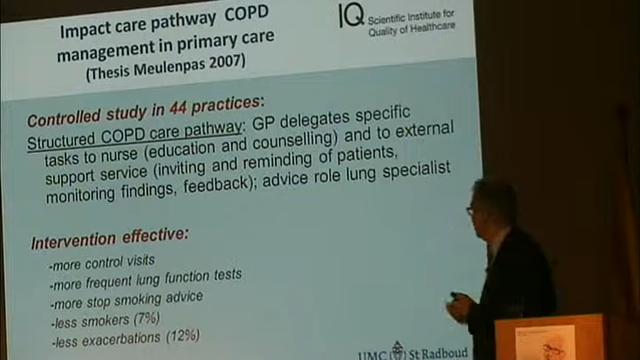 Impact care pathway COPD
management in primary care
(Thesis Meulenpas 2007)
IQ Scientific Institute for
Quality of Healthcare
Controlled study in 44 practices:
Structured COPD care pathway: GP delegates specific
tasks to nurse (education and counselling) and to external
support service (inviting and reminding of patients,
monitoring findings, feedback); advice role lung specialist
Intervention effective:
-more control visits
-more frequent lung function tests
-more stop smoking advice
-less smokers (7%)
-less exacerbations (12%)
UMC St Radboud